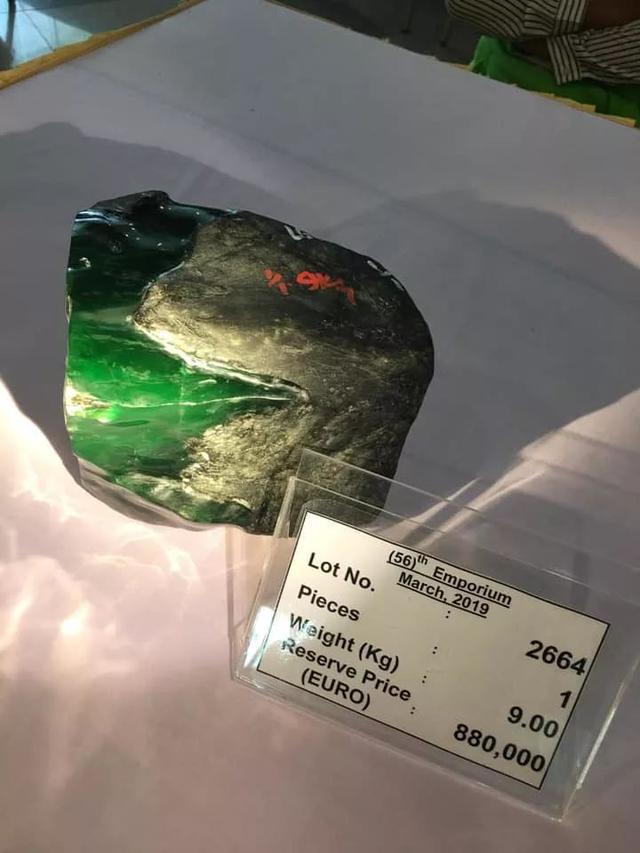 (56)th Emporium
March, 2019
Lot No. : 2664
Pieces : 1
Weight (Kg) : 9.00
Reserve Price : 880,000
(EURO)